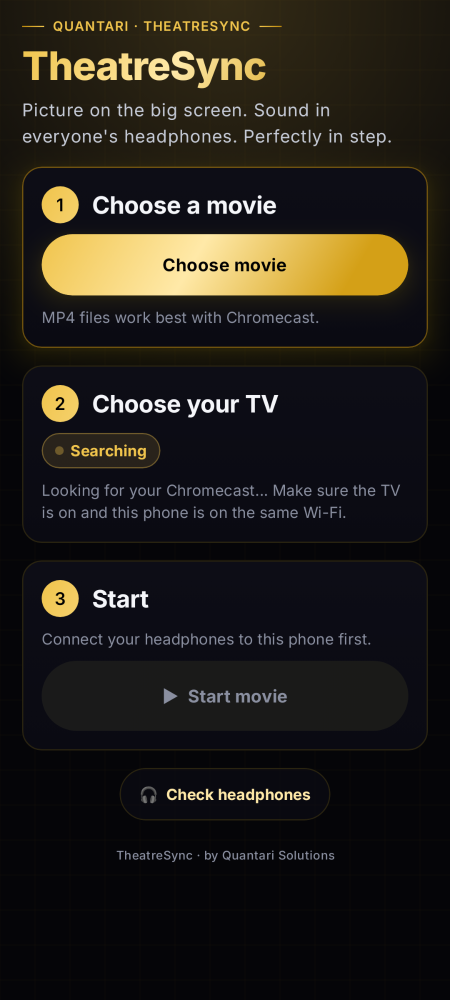 QUANTARI · THEATRESYNC
TheatreSync
Picture on the big screen. Sound in
everyone's headphones. Perfectly in step.
1 Choose a movie
Choose movie
MP4 files work best with Chromecast.
2 Choose your TV
Searching
Looking for your Chromecast... Make sure the TV
is on and this phone is on the same Wi-Fi.
3 Start
Connect your headphones to this phone first.
▶ Start movie
🎧 Check headphones
TheatreSync · by Quantari Solutions